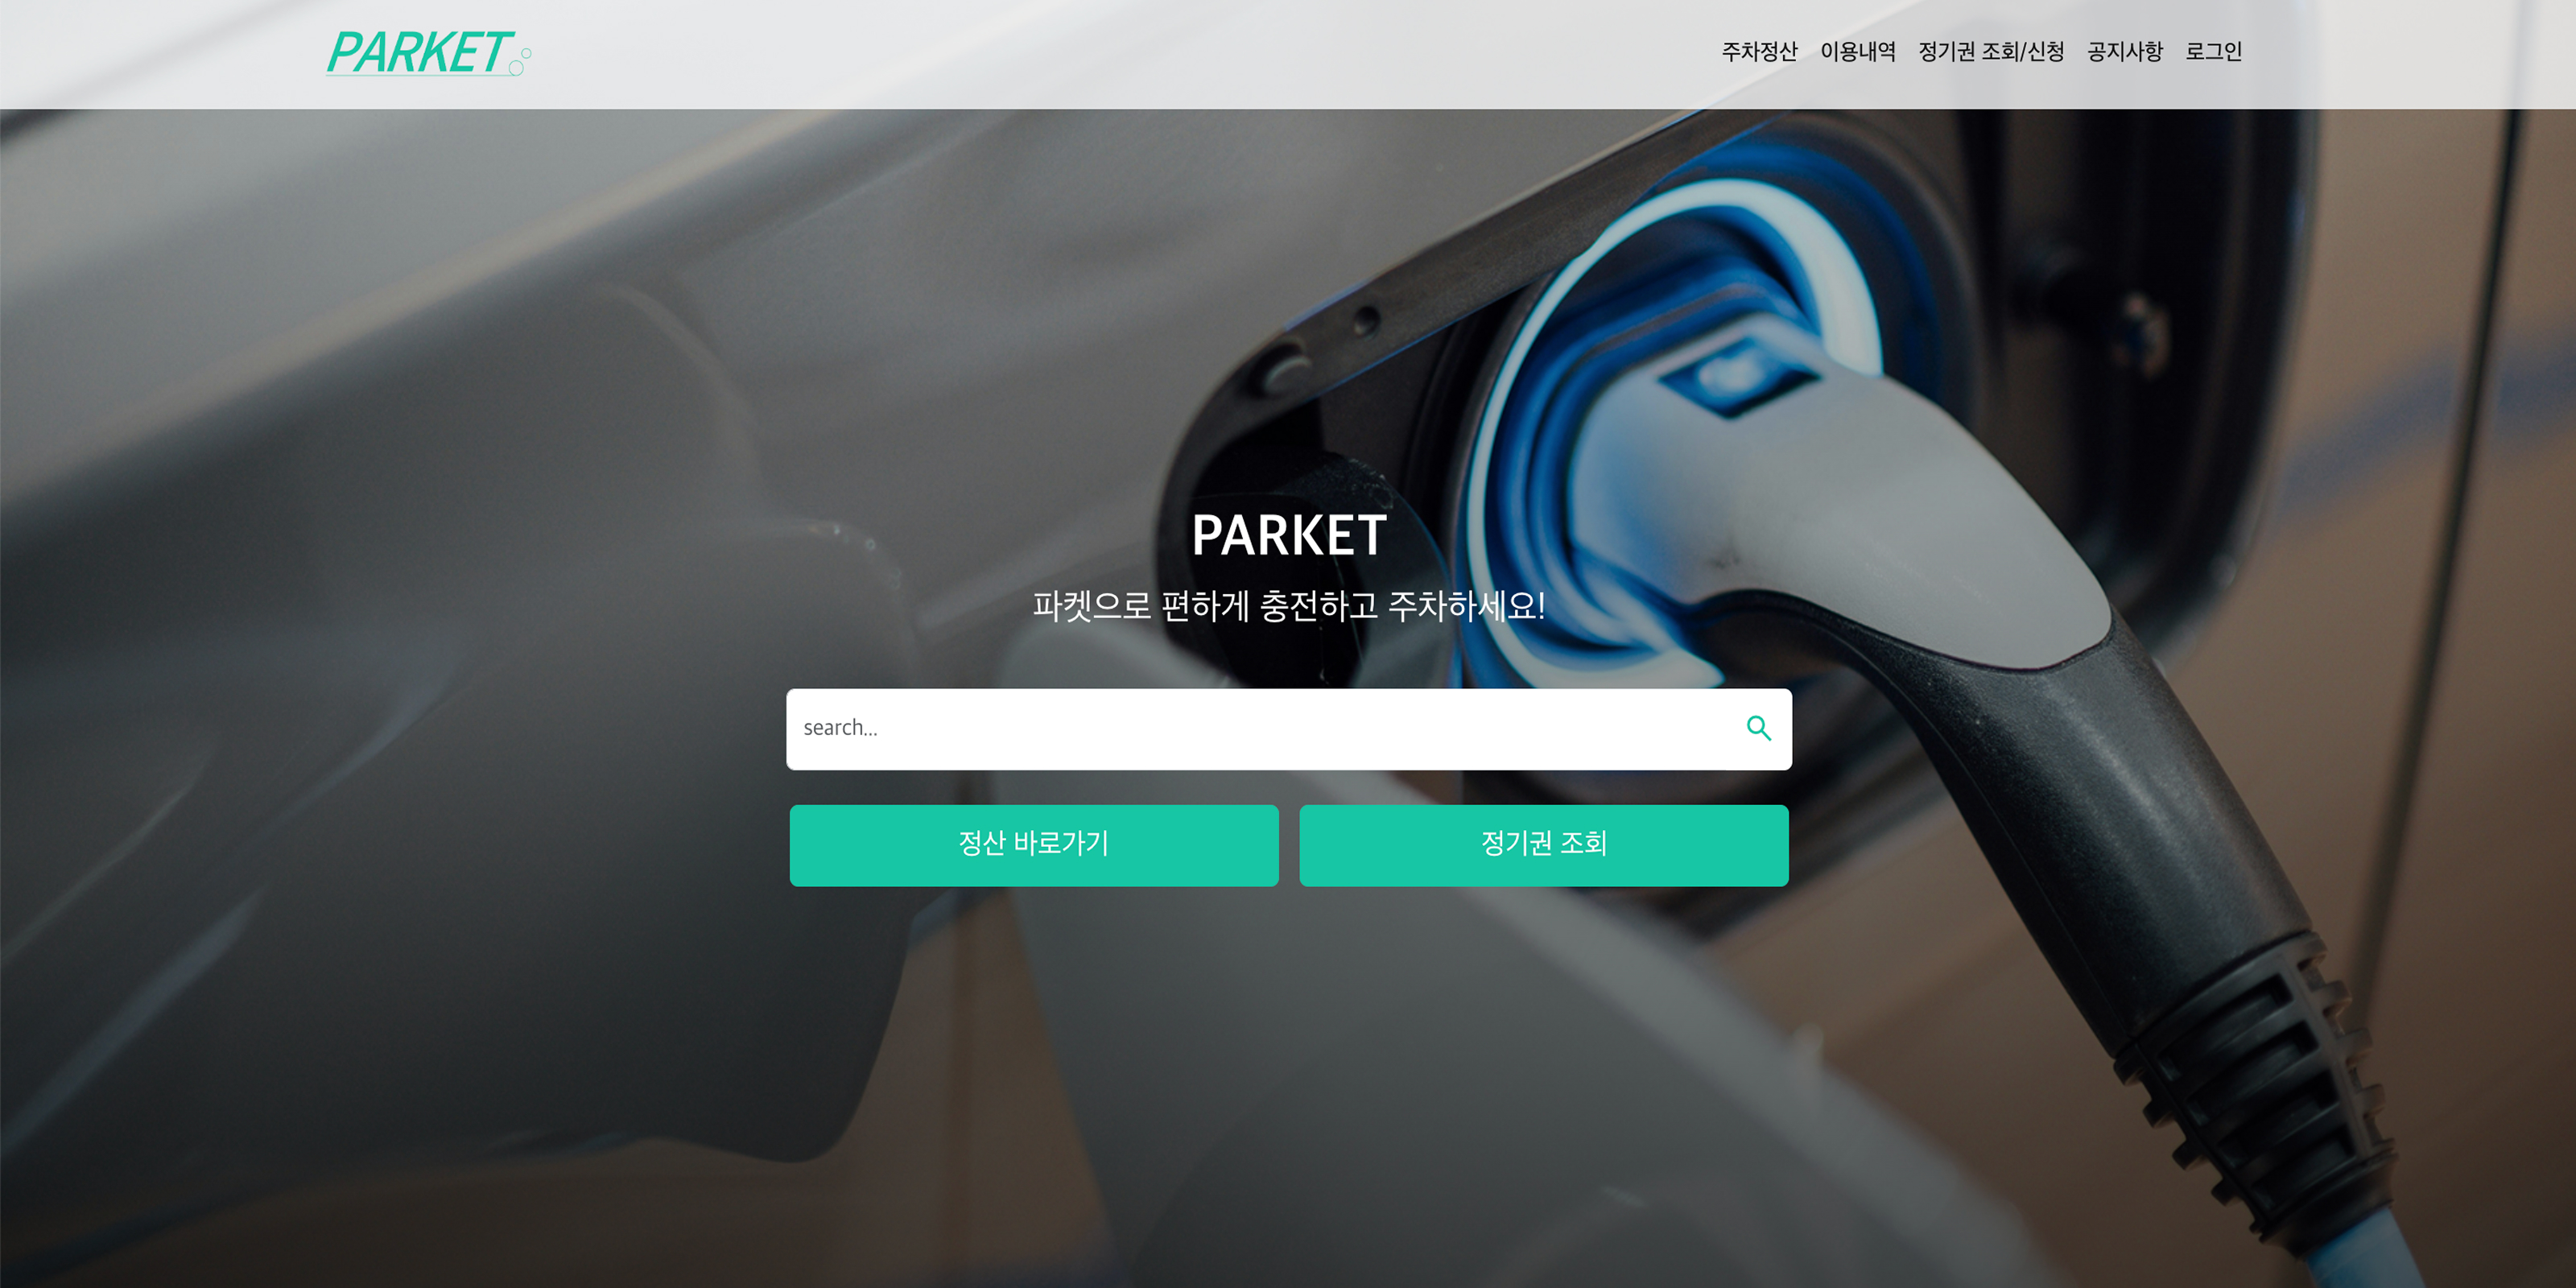 PARKET
주차정산 이용내역 정기권 조회/신청 공지사항 로그인
PARKET
파켓으로 편하게 충전하고 주차하세요!
search...
정산 바로가기
정기권 조회